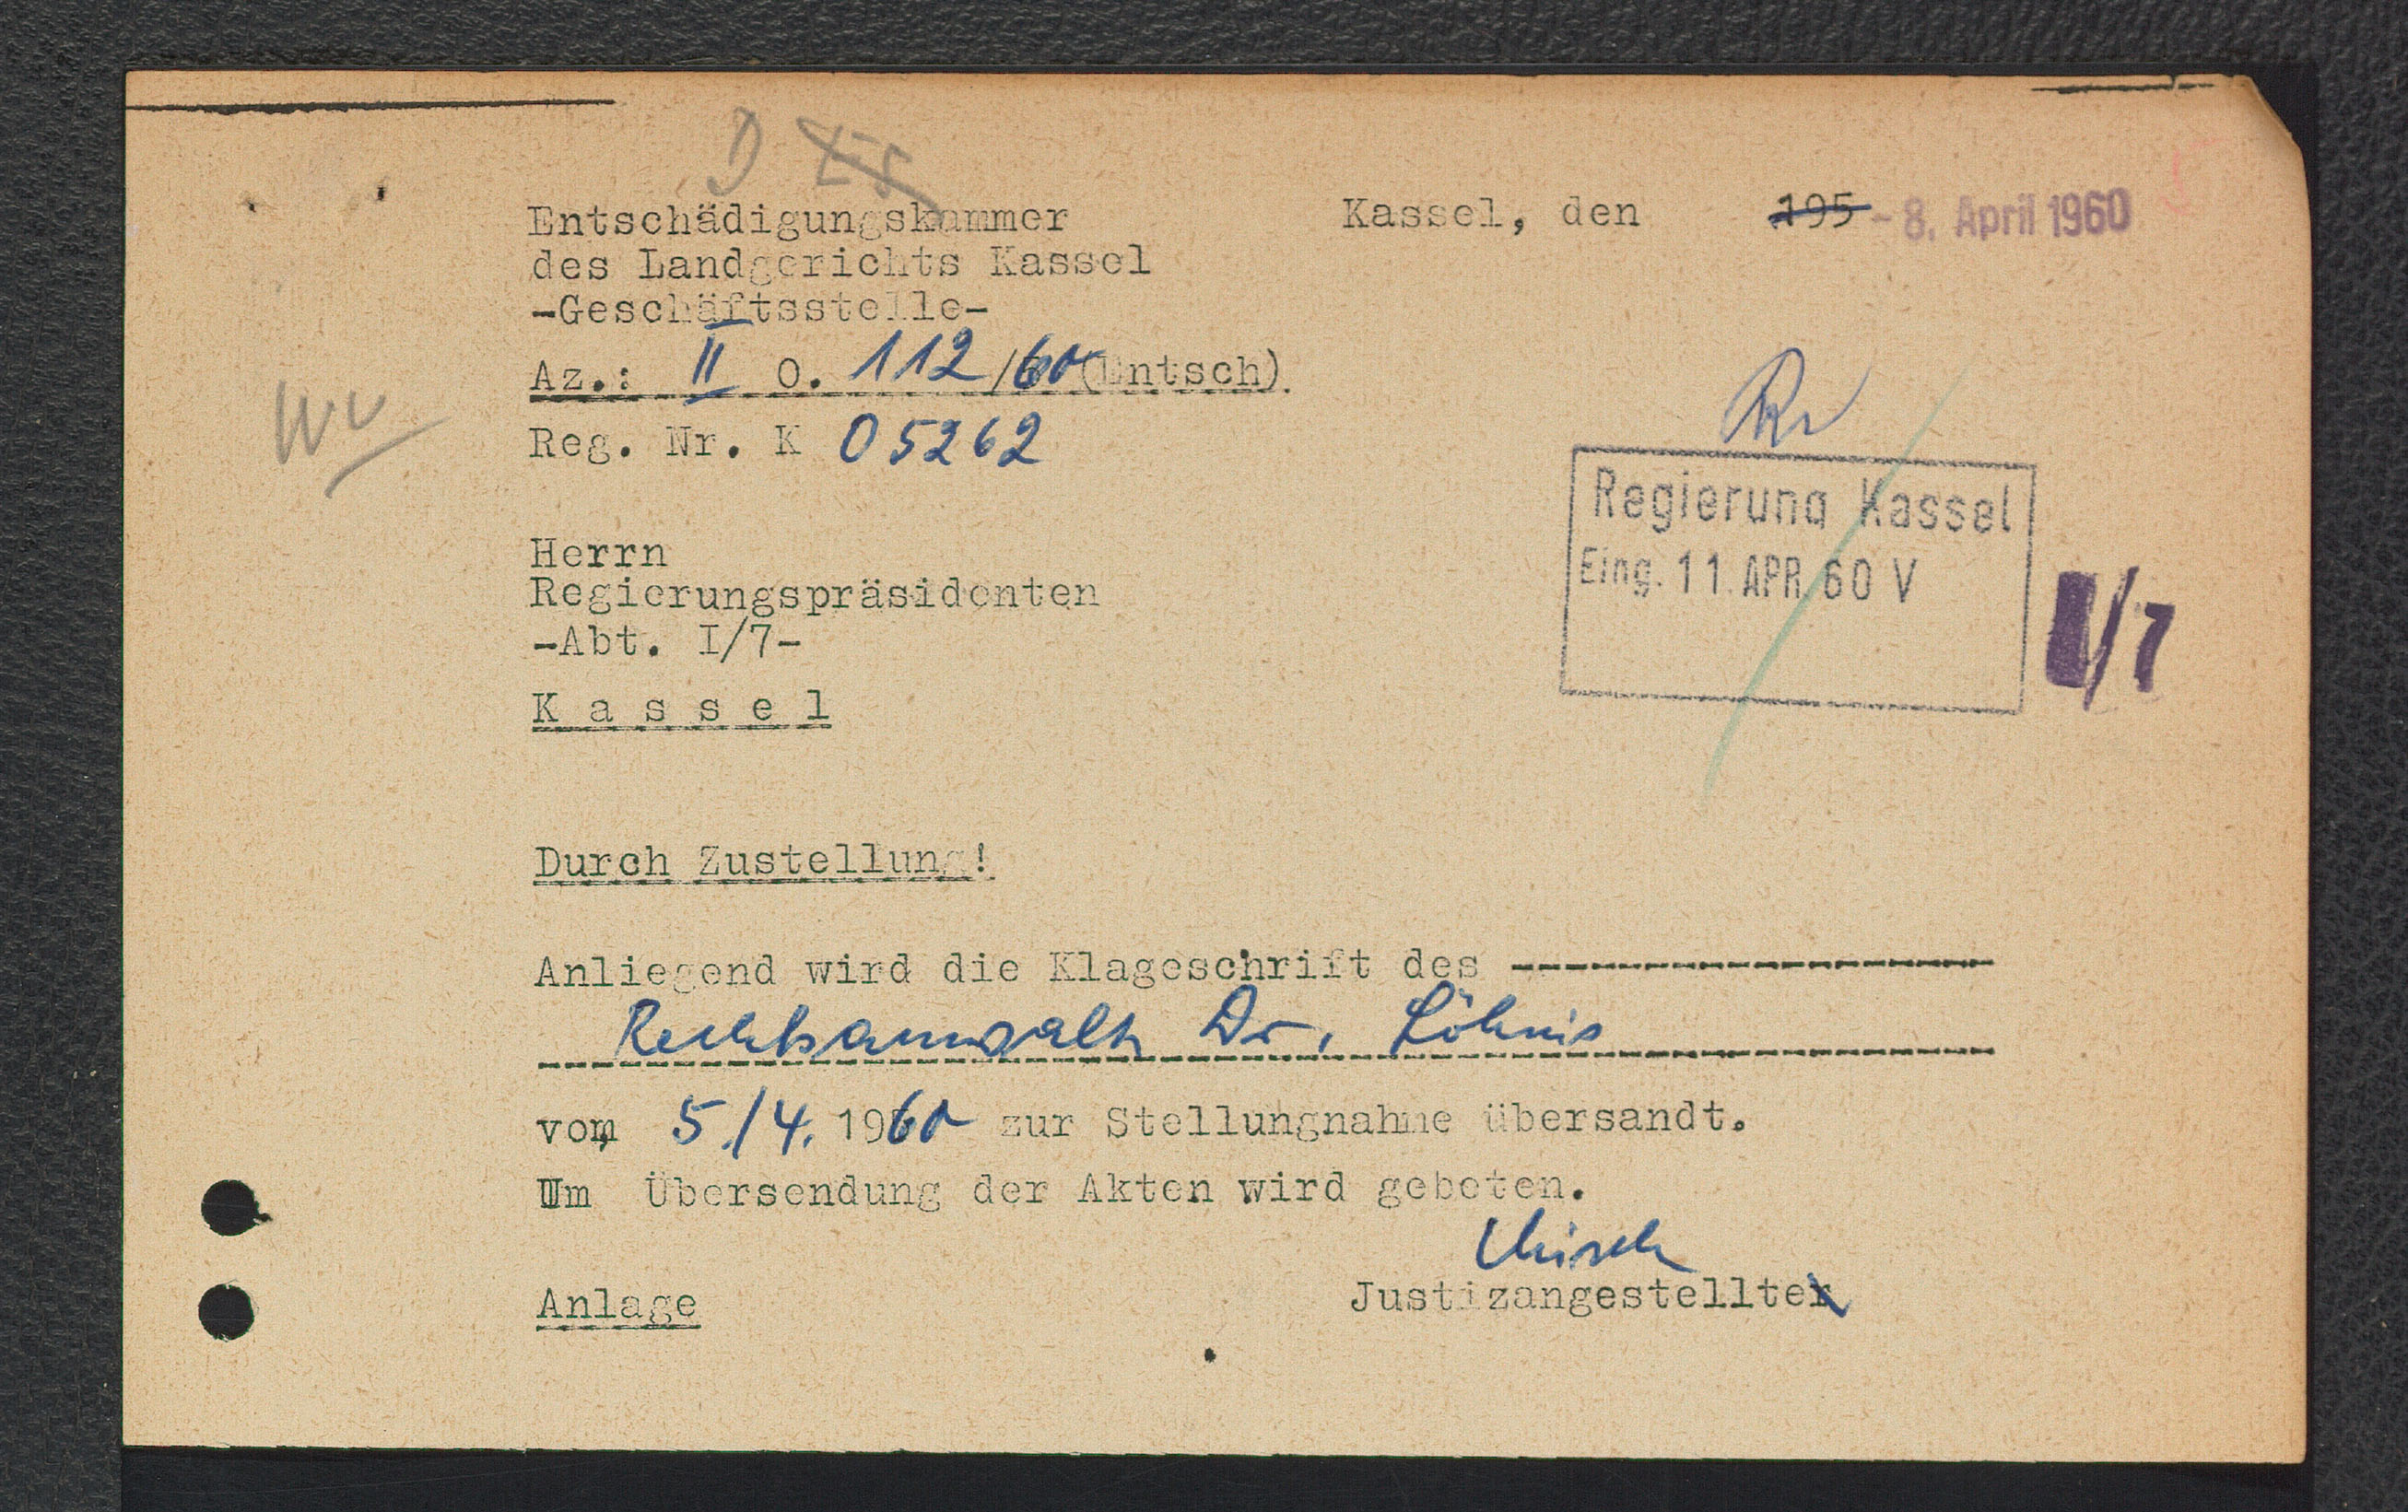 D
Entschädigungskammer
des Landgerichts Kassel
-Geschäftsstelle-
Kassel, den 195 - 8. April 1960
Az.: II O. 112/60 (Entsch)
Reg. Nr. K 05262
Regierung Kassel
Eing. 11. APR. 60 V
I/7
Herrn
Regierungspräsidenten
-Abt. I/7-
Kassel
Durch Zustellung!
Anliegend wird die Klageschrift des
Rechtsanwalts Dr. Löhnis
vom 5./4. 1960 zur Stellungnahme übersandt.
Um Übersendung der Akten wird gebeten.
Justizangestellter
Anlage